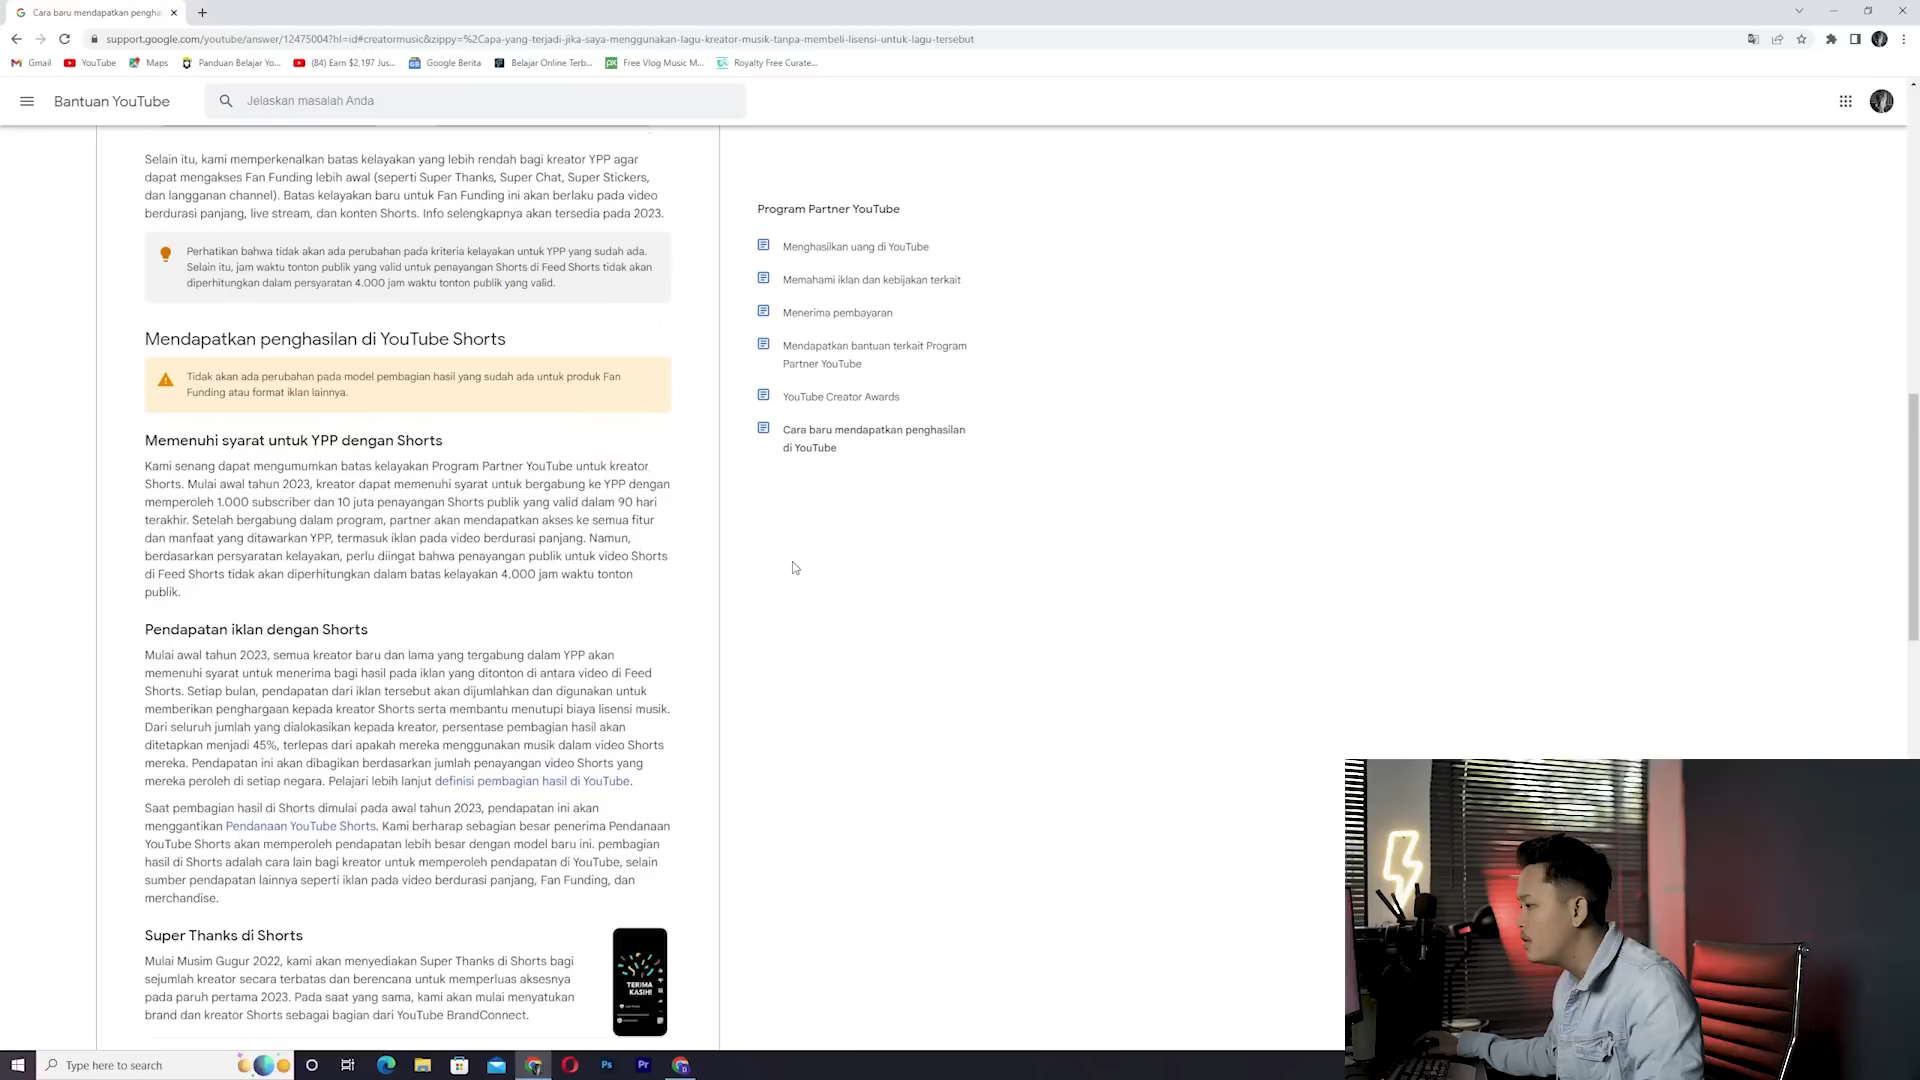 Cara baru mendapatkan pengha
support.google.com/youtube/answer/12475004?hl=id#creatormusic&zippy=%2Capa-yang-terjadi-jika-saya-menggunakan-lagu-kreator-musik-tanpa-membeli-lisensi-untuk-lagu-tersebut
Gmail
YouTube
Maps
Panduan Belajar Yo...
(84) Earn $2,197 Jus...
Google Berita
Belajar Online Terb...
Free Vlog Music M...
Royalty Free Curate...
Bantuan YouTube
Jelaskan masalah Anda
Selain itu, kami memperkenalkan batas kelayakan yang lebih rendah bagi kreator YPP agar
dapat mengakses Fan Funding lebih awal (seperti Super Thanks, Super Chat, Super Stickers,
dan langganan channel). Batas kelayakan baru untuk Fan Funding ini akan berlaku pada video
berdurasi panjang, live stream, dan konten Shorts. Info selengkapnya akan tersedia pada 2023.
Perhatikan bahwa tidak akan ada perubahan pada kriteria kelayakan untuk YPP yang sudah ada.
Selain itu, jam waktu tonton publik yang valid untuk penayangan Shorts di Feed Shorts tidak akan
diperhitungkan dalam persyaratan 4.000 jam waktu tonton publik yang valid.
Mendapatkan penghasilan di YouTube Shorts
Tidak akan ada perubahan pada model pembagian hasil yang sudah ada untuk produk Fan
Funding atau format iklan lainnya.
Memenuhi syarat untuk YPP dengan Shorts
Kami senang dapat mengumumkan batas kelayakan Program Partner YouTube untuk kreator
Shorts. Mulai awal tahun 2023, kreator dapat memenuhi syarat untuk bergabung ke YPP dengan
memperoleh 1.000 subscriber dan 10 juta penayangan Shorts publik yang valid dalam 90 hari
terakhir. Setelah bergabung dalam program, partner akan mendapatkan akses ke semua fitur
dan manfaat yang ditawarkan YPP, termasuk iklan pada video berdurasi panjang. Namun,
berdasarkan persyaratan kelayakan, perlu diingat bahwa penayangan publik untuk video Shorts
di Feed Shorts tidak akan diperhitungkan dalam batas kelayakan 4.000 jam waktu tonton
publik.
Pendapatan iklan dengan Shorts
Mulai awal tahun 2023, semua kreator baru dan lama yang tergabung dalam YPP akan
memenuhi syarat untuk menerima bagi hasil pada iklan yang ditonton di antara video di Feed
Shorts. Setiap bulan, pendapatan dari iklan tersebut akan dijumlahkan dan digunakan untuk
memberikan penghargaan kepada kreator Shorts serta membantu menutupi biaya lisensi musik.
Dari seluruh jumlah yang dialokasikan kepada kreator, persentase pembagian hasil akan
ditetapkan menjadi 45%, terlepas dari apakah mereka menggunakan musik dalam video Shorts
mereka. Pendapatan ini akan dibagikan berdasarkan jumlah penayangan video Shorts yang
mereka peroleh di setiap negara. Pelajari lebih lanjut definisi pembagian hasil di YouTube.
Saat pembagian hasil di Shorts dimulai pada awal tahun 2023, pendapatan ini akan
menggantikan Pendanaan YouTube Shorts. Kami berharap sebagian besar penerima Pendanaan
YouTube Shorts akan memperoleh pendapatan lebih besar dengan model baru ini. pembagian
hasil di Shorts adalah cara lain bagi kreator untuk memperoleh pendapatan di YouTube, selain
sumber pendapatan lainnya seperti iklan pada video berdurasi panjang, Fan Funding, dan
merchandise.
Super Thanks di Shorts
Mulai Musim Gugur 2022, kami akan menyediakan Super Thanks di Shorts bagi
sejumlah kreator secara terbatas dan berencana untuk memperluas aksesnya
pada paruh pertama 2023. Pada saat yang sama, kami akan mulai menyatukan
brand dan kreator Shorts sebagai bagian dari YouTube BrandConnect.
TERIMA
KASIH!
Program Partner YouTube
Menghasilkan uang di YouTube
Memahami iklan dan kebijakan terkait
Menerima pembayaran
Mendapatkan bantuan terkait Program
Partner YouTube
YouTube Creator Awards
Cara baru mendapatkan penghasilan
di YouTube
Type here to search
Ps
Pr